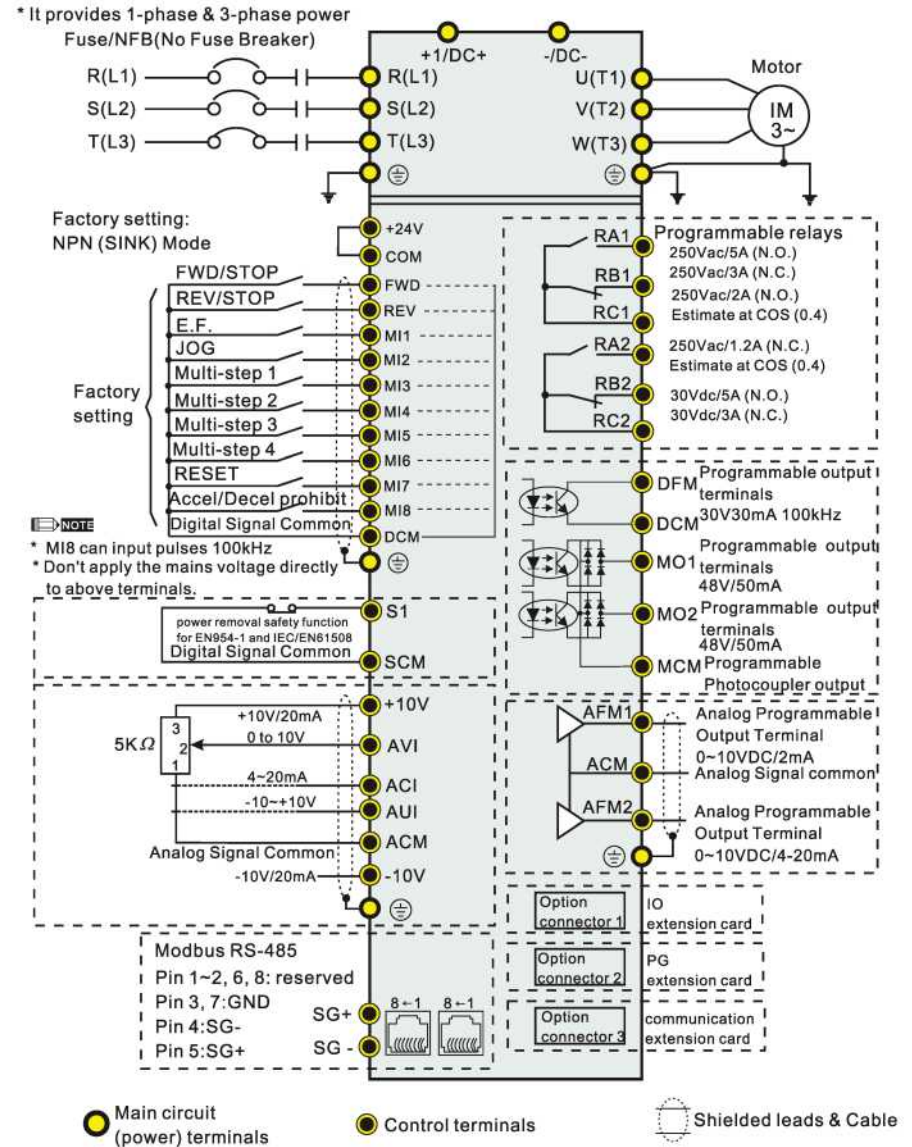 * It provides 1-phase & 3-phase power
Fuse/NFB(No Fuse Breaker)
R(L1)
S(L2)
T(L3)
+1/DC+
-/DC-
R(L1)
S(L2)
T(L3)
U(T1)
V(T2)
W(T3)
Motor
IM
3~
Factory setting:
NPN (SINK) Mode
+24V
COM
FWD/STOP
FWD
REV/STOP
REV
E.F.
MI1
JOG
MI2
Multi-step 1
MI3
Multi-step 2
MI4
Multi-step 3
MI5
Multi-step 4
MI6
RESET
MI7
Accel/Decel prohibit
MI8
Digital Signal Common
DCM
Factory
setting
NOTE
* MI8 can input pulses 100kHz
* Don't apply the mains voltage directly
to above terminals.
S1
power removal safety function
for EN954-1 and IEC/EN61508
Digital Signal Common
SCM
+10V
+10V/20mA
5KΩ
3
2
1
0 to 10V
AVI
4~20mA
ACI
-10~+10V
AUI
ACM
Analog Signal Common
-10V/20mA
-10V
Modbus RS-485
Pin 1~2, 6, 8: reserved
Pin 3, 7:GND
Pin 4:SG-
Pin 5:SG+
SG+
SG -
8←1
8←1
RA1
RB1
RC1
RA2
RB2
RC2
Programmable relays
250Vac/5A (N.O.)
250Vac/3A (N.C.)
250Vac/2A (N.O.)
Estimate at COS (0.4)
250Vac/1.2A (N.C.)
Estimate at COS (0.4)
30Vdc/5A (N.O.)
30Vdc/3A (N.C.)
DFM
Programmable output
terminals
30V30mA 100kHz
DCM
MO1
Programmable output
terminals
48V/50mA
MO2
Programmable output
terminals
48V/50mA
MCM
Programmable
Photocoupler output
AFM1
Analog Programmable
Output Terminal
0~10VDC/2mA
ACM
Analog Signal common
AFM2
Analog Programmable
Output Terminal
0~10VDC/4-20mA
Option
connector 1
IO
extension card
Option
connector 2
PG
extension card
Option
connector 3
communication
extension card
Main circuit
(power) terminals
Control terminals
Shielded leads & Cable